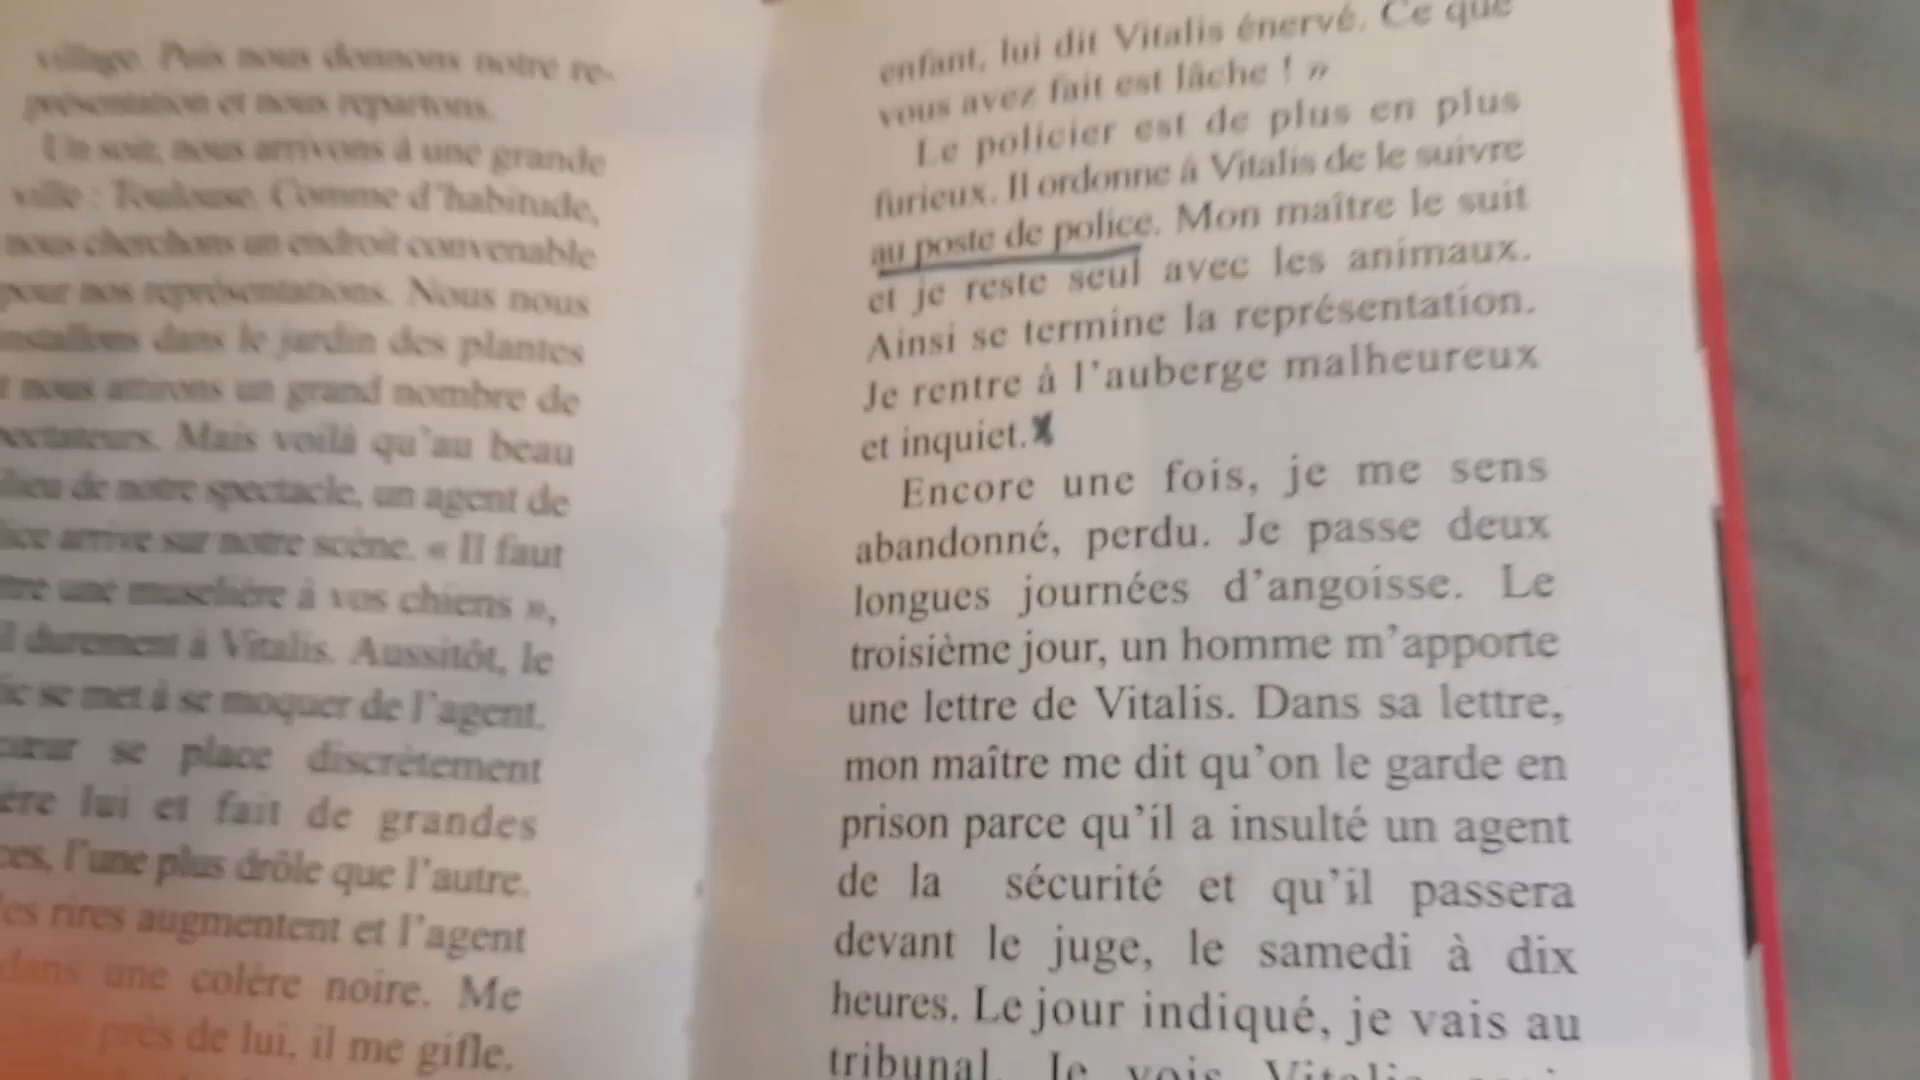 village. Puis nous donnons notre re-
présentation et nous repartons.
Un soir, nous arrivons à une grande
ville : Toulouse. Comme d'habitude,
nous cherchons un endroit convenable
pour nos représentations. Nous nous
installons dans le jardin des plantes
nous attirons un grand nombre de
Mais voilà qu'au beau
de notre spectacle, un agent de
arrive sur notre scène. « Il faut
une muselière à vos chiens »,
durement à Vitalis. Aussitôt, le
se met à se moquer de l'agent.
se place discrètement
lui et fait de grandes
l'une plus drôle que l'autre.
rires augmentent et l'agent
dans une colère noire. Me
près de lui, il me gifle.
enfant, lui dit Vitalis énervé. Ce que
vous avez fait est lâche ! »
Le policier est de plus en plus
furieux. Il ordonne à Vitalis de le suivre
au poste de police. Mon maître le suit
et je reste seul avec les animaux.
Ainsi se termine la représentation.
Je rentre à l'auberge malheureux
et inquiet.
Encore une fois, je me sens
abandonné, perdu. Je passe deux
longues journées d'angoisse. Le
troisième jour, un homme m'apporte
une lettre de Vitalis. Dans sa lettre,
mon maître me dit qu'on le garde en
prison parce qu'il a insulté un agent
de la sécurité et qu'il passera
devant le juge, le samedi à dix
heures. Le jour indiqué, je vais au
tribunal. Je vois Vitalis